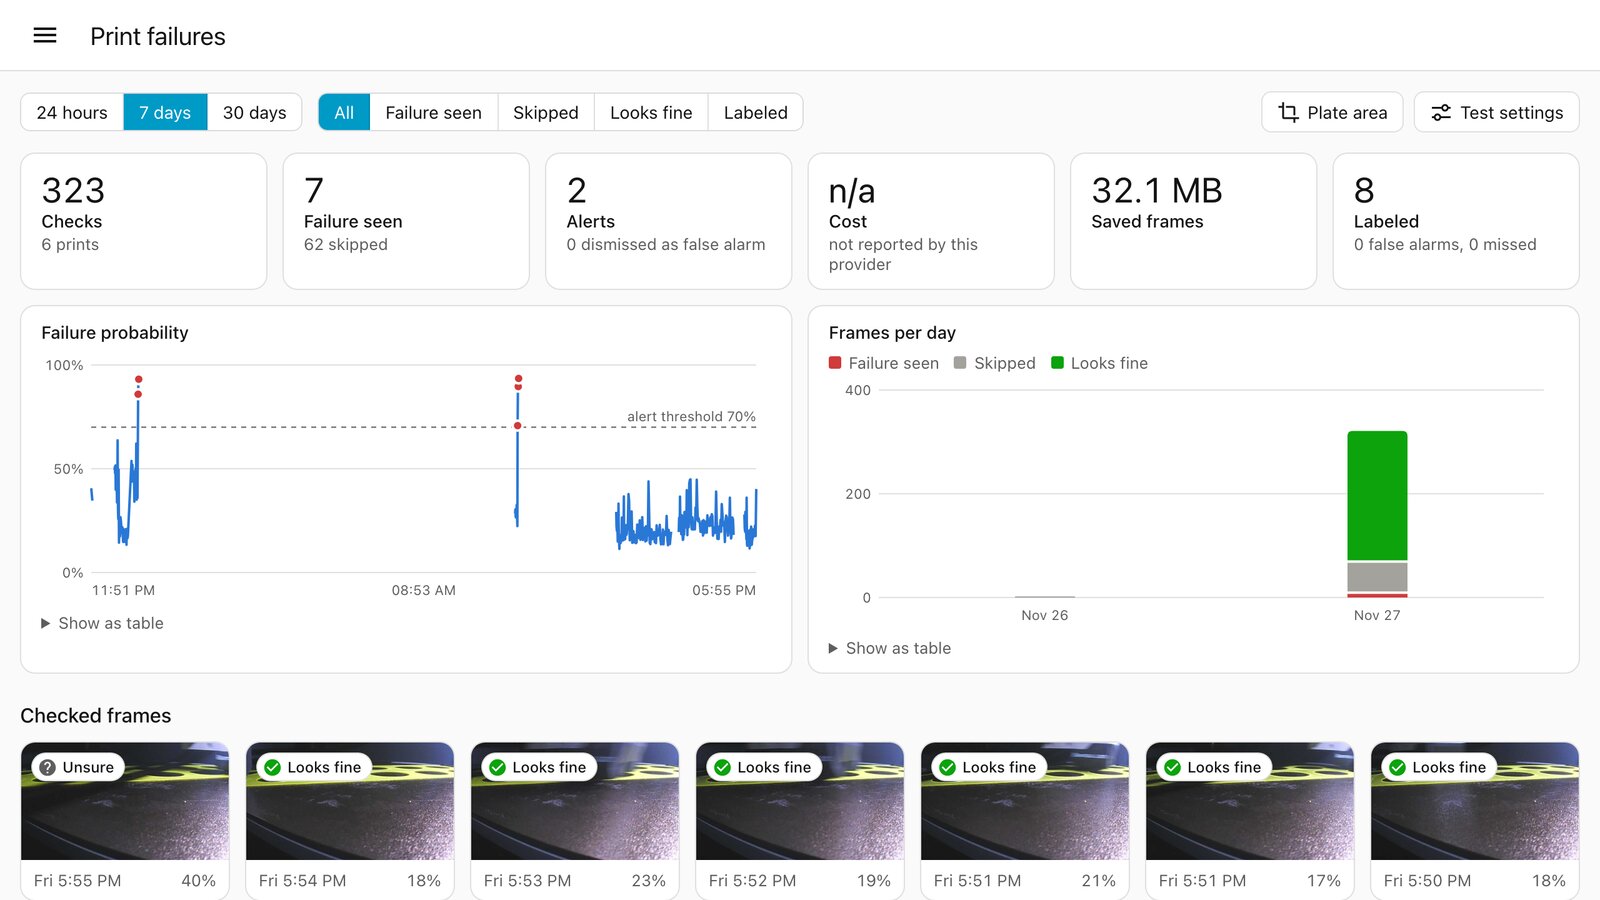 Print failures
24 hours
7 days
30 days
All
Failure seen
Skipped
Looks fine
Labeled
Plate area
Test settings
323
Checks
6 prints
7
Failure seen
62 skipped
2
Alerts
0 dismissed as false alarm
n/a
Cost
not reported by this
provider
32.1 MB
Saved frames
8
Labeled
0 false alarms, 0 missed
Failure probability
100%
alert threshold 70%
50%
0%
11:51 PM
08:53 AM
05:55 PM
Show as table
Frames per day
Failure seen
Skipped
Looks fine
400
200
0
Nov 26
Nov 27
Show as table
Checked frames
Unsure
Fri 5:55 PM
40%
Looks fine
Fri 5:54 PM
18%
Looks fine
Fri 5:53 PM
23%
Looks fine
Fri 5:52 PM
19%
Looks fine
Fri 5:51 PM
21%
Looks fine
Fri 5:51 PM
17%
Looks fine
Fri 5:50 PM
18%